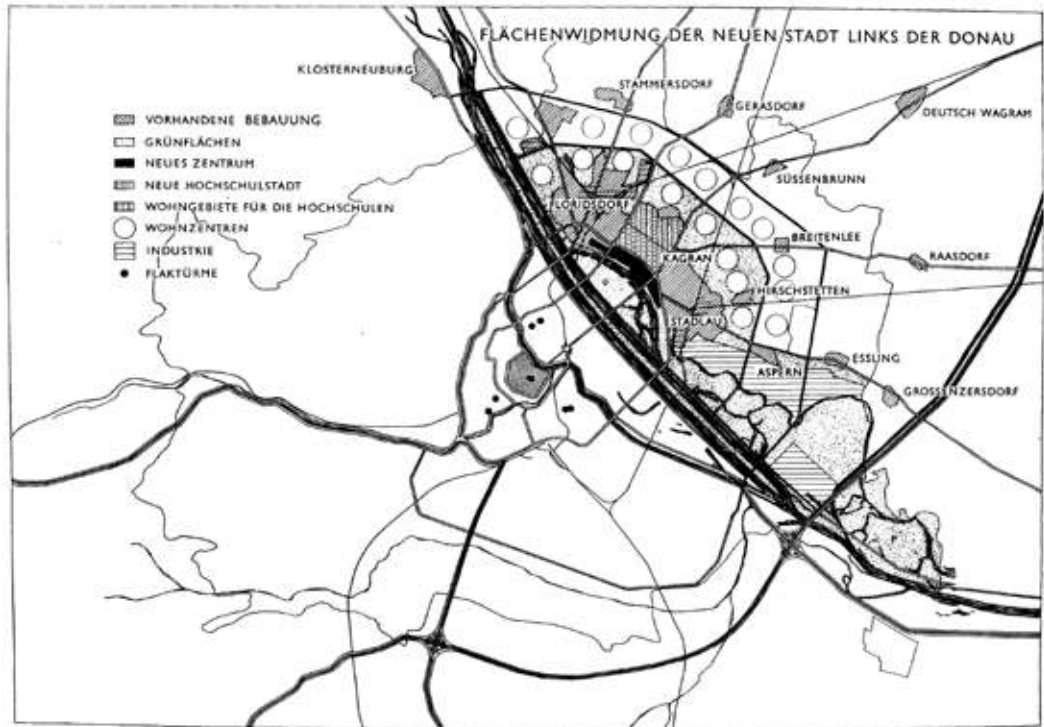 FLÄCHENWIDMUNG DER NEUEN STADT LINKS DER DONAU
KLOSTERNEUBURG
STAMMERSDORF
GERASDORF
DEUTSCH WAGRAM
VORHANDENE BEBAUUNG
GRÜNFLÄCHEN
NEUES ZENTRUM
NEUE HOCHSCHULSTADT
WOHNGEBIETE FÜR DIE HOCHSCHULEN
WOHNZENTREN
INDUSTRIE
FLAKTÜRME
SÜSSENBRUNN
FLORIDSDORF
BREITENLEE
KAGRAN
RAASDORF
HIRSCHSTETTEN
STADLAU
ESSLING
ASPERN
GROSSENZERSDORF